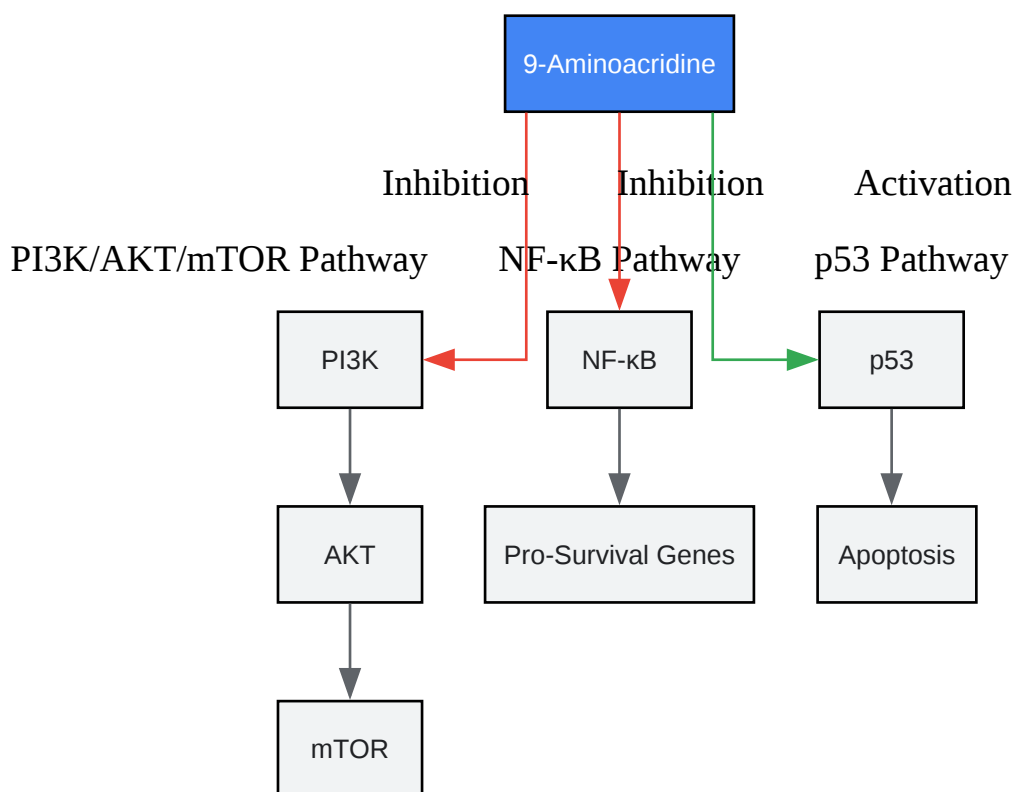 9-Aminoacridine
Inhibition
Inhibition
Activation
PI3K/AKT/mTOR Pathway
NF-κB Pathway
p53 Pathway
PI3K
NF-κB
p53
AKT
Pro-Survival Genes
Apoptosis
mTOR